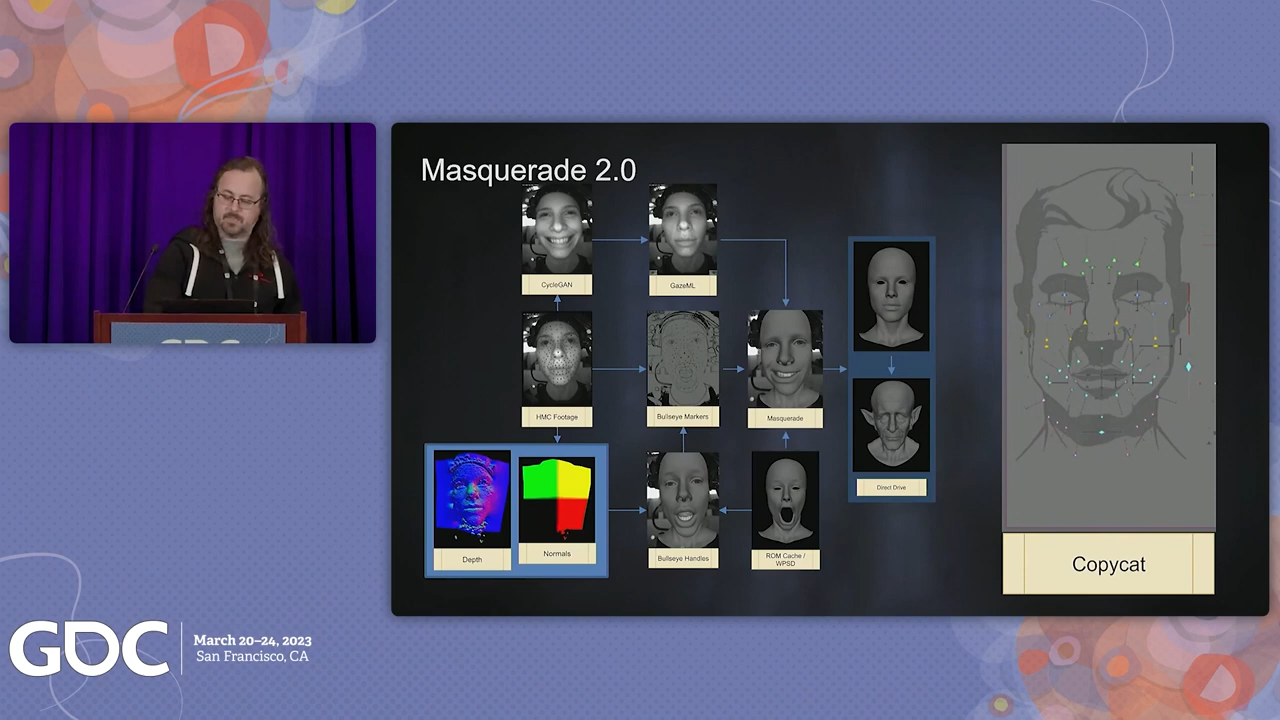 Masquerade 2.0
CycleGAN
GazeML
HMC Footage
Bullseye Markers
Masquerade
Depth
Normals
Bullseye Handles
ROM Cache /
WPSD
Direct Drive
Copycat
GDC
March 20–24, 2023
San Francisco, CA
GDC